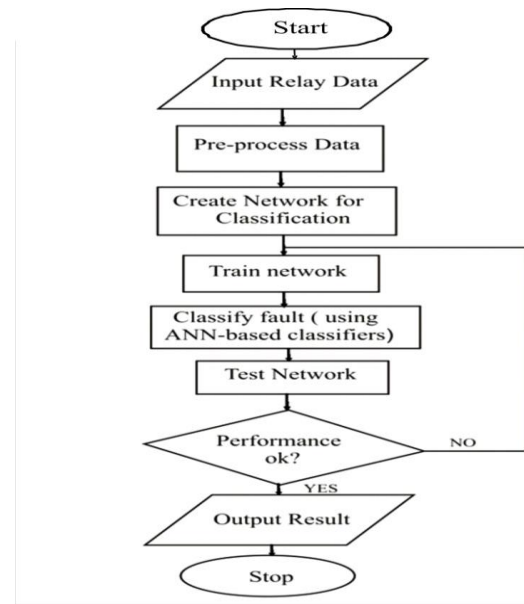 Start
Input Relay Data
Pre-process Data
Create Network for
Classification
Train network
Classify fault ( using
ANN-based classifiers)
Test Network
Performance
ok?
NO
YES
Output Result
Stop